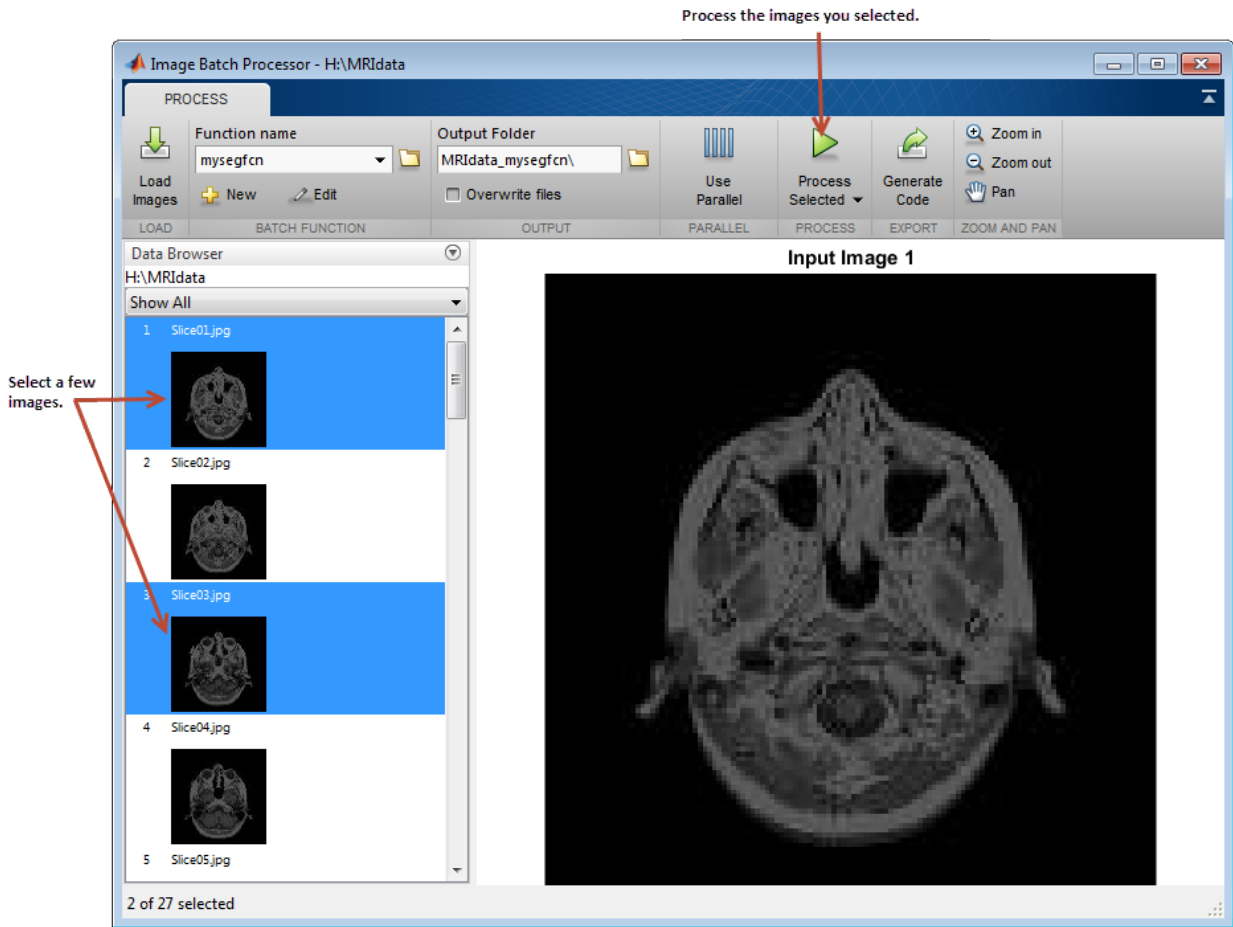 Process the images you selected.
Image Batch Processor - H:\MRIdata
PROCESS
Load Images
Function name
mysegfcn
New
Edit
Output Folder
MRIdata_mysegfcn\
Overwrite files
Use Parallel
Process Selected
Generate Code
Zoom in
Zoom out
Pan
LOAD
BATCH FUNCTION
OUTPUT
PARALLEL
PROCESS
EXPORT
ZOOM AND PAN
Data Browser
H:\MRIdata
Show All
1 Slice01.jpg
2 Slice02.jpg
3 Slice03.jpg
4 Slice04.jpg
5 Slice05.jpg
Select a few
images.
Input Image 1
2 of 27 selected